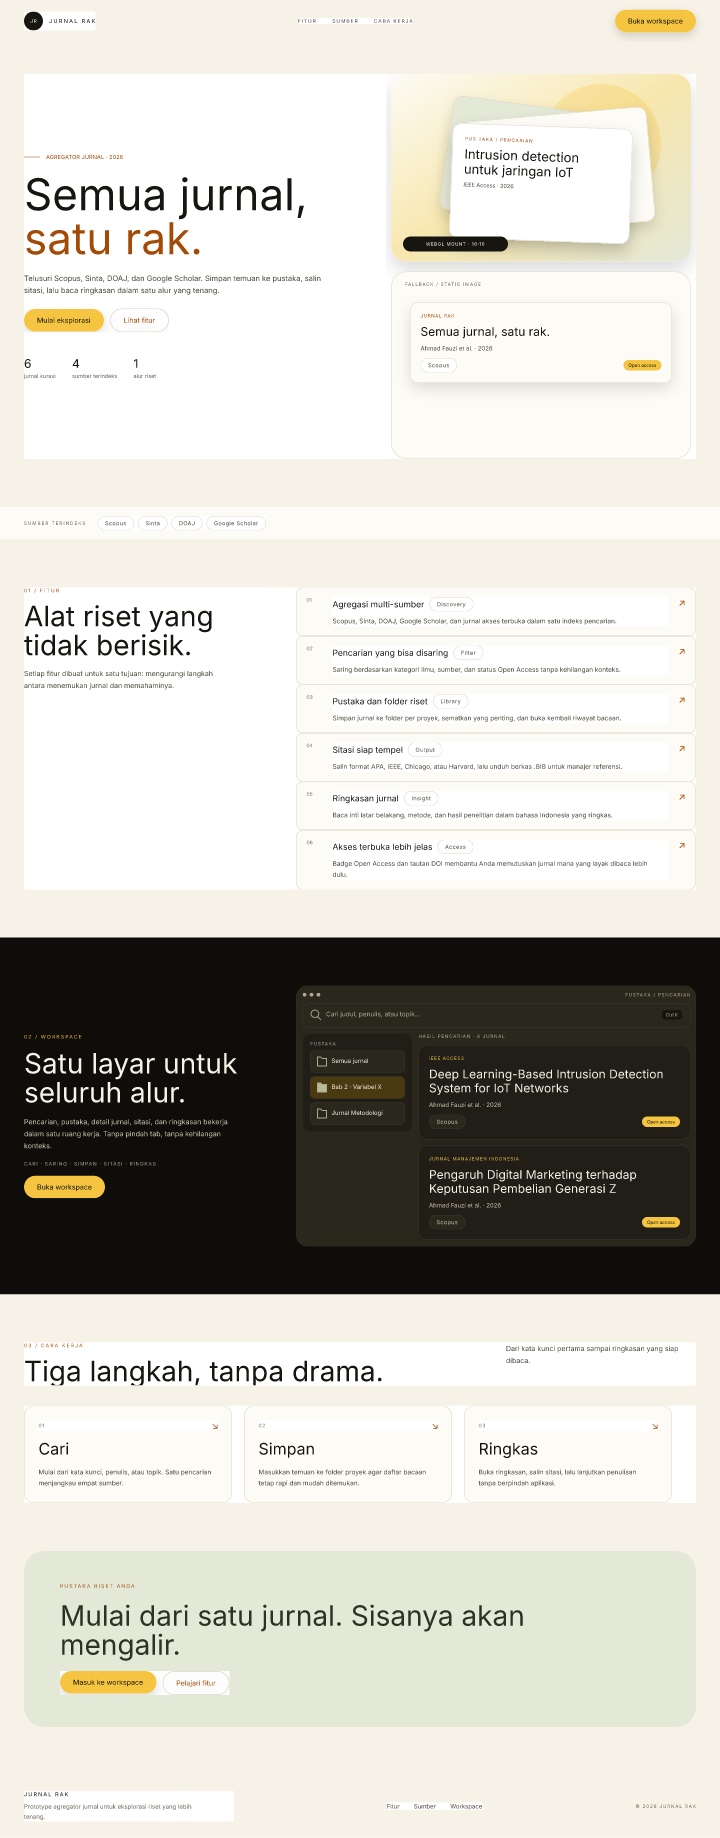 JR JURNAL RAK
FITUR SUMBER CARA KERJA
Buka workspace
AGREGATOR JURNAL · 2026
Semua jurnal,
satu rak.
Telusuri Scopus, Sinta, DOAJ, dan Google Scholar. Simpan temuan ke pustaka, salin
sitasi, lalu baca ringkasan dalam satu alur yang tenang.
Mulai eksplorasi
Lihat fitur
6
jurnal kurasi
4
sumber terindeks
1
alur riset
PUSTAKA / PENCARIAN
Intrusion detection
untuk jaringan IoT
IEEE Access · 2026
WEBGL MOUNT · 16:10
FALLBACK / STATIC IMAGE
JURNAL RAK
Semua jurnal, satu rak.
Ahmad Fauzi et al. · 2026
Scopus
Open access
SUMBER TERINDEKS
Scopus
Sinta
DOAJ
Google Scholar
01 / FITUR
Alat riset yang
tidak berisik.
Setiap fitur dibuat untuk satu tujuan: mengurangi langkah
antara menemukan jurnal dan memahaminya.
01
Agregasi multi-sumber
Discovery
Scopus, Sinta, DOAJ, Google Scholar, dan jurnal akses terbuka dalam satu indeks pencarian.
02
Pencarian yang bisa disaring
Filter
Saring berdasarkan kategori ilmu, sumber, dan status Open Access tanpa kehilangan konteks.
03
Pustaka dan folder riset
Library
Simpan jurnal ke folder per proyek, sematkan yang penting, dan buka kembali riwayat bacaan.
04
Sitasi siap tempel
Output
Salin format APA, IEEE, Chicago, atau Harvard, lalu unduh berkas .BIB untuk manajer referensi.
05
Ringkasan jurnal
Insight
Baca inti latar belakang, metode, dan hasil penelitian dalam bahasa Indonesia yang ringkas.
06
Akses terbuka lebih jelas
Access
Badge Open Access dan tautan DOI membantu Anda memutuskan jurnal mana yang layak dibaca lebih
dulu.
02 / WORKSPACE
Satu layar untuk
seluruh alur.
Pencarian, pustaka, detail jurnal, sitasi, dan ringkasan bekerja
dalam satu ruang kerja. Tanpa pindah tab, tanpa kehilangan
konteks.
CARI · SARING · SIMPAN · SITASI · RINGKAS
Buka workspace
PUSTAKA / PENCARIAN
Cari judul, penulis, atau topik...
Ctrl K
PUSTAKA
Semua jurnal
Bab 2 · Variabel X
Jurnal Metodologi
HASIL PENCARIAN · 6 JURNAL
IEEE ACCESS
Deep Learning-Based Intrusion Detection
System for IoT Networks
Ahmad Fauzi et al. · 2026
Scopus
Open access
JURNAL MANAJEMEN INDONESIA
Pengaruh Digital Marketing terhadap
Keputusan Pembelian Generasi Z
Ahmad Fauzi et al. · 2026
Scopus
Open access
03 / CARA KERJA
Tiga langkah, tanpa drama.
Dari kata kunci pertama sampai ringkasan yang siap
dibaca.
01
Cari
Mulai dari kata kunci, penulis, atau topik. Satu pencarian
menjangkau empat sumber.
02
Simpan
Masukkan temuan ke folder proyek agar daftar bacaan
tetap rapi dan mudah ditemukan.
03
Ringkas
Buka ringkasan, salin sitasi, lalu lanjutkan penulisan
tanpa berpindah aplikasi.
PUSTAKA RISET ANDA
Mulai dari satu jurnal. Sisanya akan
mengalir.
Masuk ke workspace
Pelajari fitur
JURNAL RAK
Prototype agregator jurnal untuk eksplorasi riset yang lebih
tenang.
Fitur Sumber Workspace
© 2026 JURNAL RAK